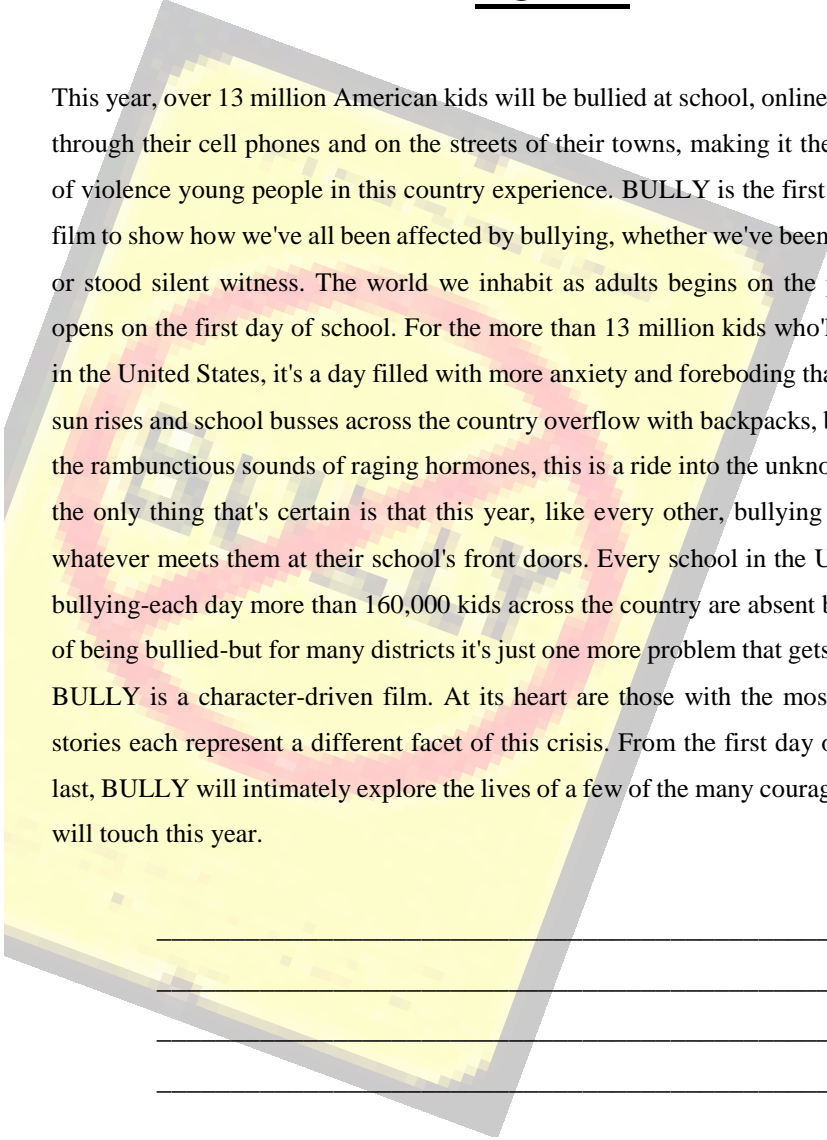 This year, over 13 million American kids will be bullied at school, online
through their cell phones and on the streets of their towns, making it the
of violence young people in this country experience. BULLY is the first
film to show how we've all been affected by bullying, whether we've been
or stood silent witness. The world we inhabit as adults begins on the
opens on the first day of school. For the more than 13 million kids who'l
in the United States, it's a day filled with more anxiety and foreboding tha
sun rises and school busses across the country overflow with backpacks,
the rambunctious sounds of raging hormones, this is a ride into the unkno
the only thing that's certain is that this year, like every other, bullying
whatever meets them at their school's front doors. Every school in the U
bullying-each day more than 160,000 kids across the country are absent
of being bullied-but for many districts it's just one more problem that gets
BULLY is a character-driven film. At its heart are those with the mos
stories each represent a different facet of this crisis. From the first day
last, BULLY will intimately explore the lives of a few of the many courag
will touch this year.
BULLY